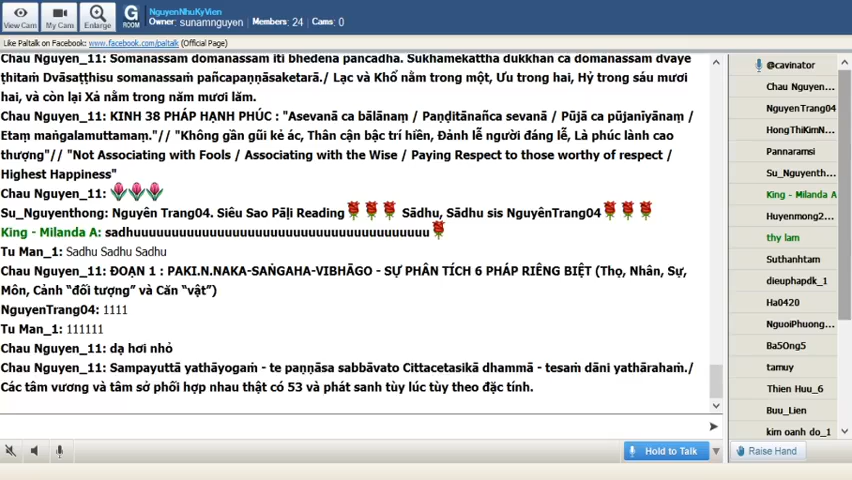 View Cam
My Cam
Enlarge
G
ROOM
NguyenNhuKyVien
Owner: sunamnguyen Members: 24 Cams: 0
Like Paltalk on Facebook: www.facebook.com/paltalk (Official Page)
Chau Nguyen_11: Somanassaṁ domanassaṁ iti bhedena pañcadhā. Sukhamekattha dukkhañ ca domanassaṁ dvaye
ṭhitaṁ Dvāsaṭṭhisu somanassaṁ pañcapaṇṇāsaketarā./ Lạc và Khổ nằm trong một, Ưu trong hai, Hỷ trong sáu mươi
hai, và còn lại Xả nằm trong năm mươi lăm.
Chau Nguyen_11: KINH 38 PHÁP HẠNH PHÚC : "Asevanā ca bālānaṃ / Paṇḍitānañca sevanā / Pūjā ca pūjanīyānaṃ /
Etaṃ maṅgalamuttamaṃ."// "Không gần gũi kẻ ác, Thân cận bậc trí hiền, Đảnh lễ người đáng lễ, Là phúc lành cao
thượng"// "Not Associating with Fools / Associating with the Wise / Paying Respect to those worthy of respect /
Highest Happiness"
Chau Nguyen_11:
Su_Nguyenthong: Nguyên Trang04. Siêu Sao Pāḷi Reading Sādhu, Sādhu sis NguyênTrang04
King - Milanda A: sadhuuuuuuuuuuuuuuuuuuuuuuuuuuuuuuuuuuuuu
Tu Man_1: Sadhu Sadhu Sadhu
Chau Nguyen_11: ĐOẠN 1 : PAKI.N.NAKA-SAṄGAHA-VIBHĀGO - SỰ PHÂN TÍCH 6 PHÁP RIÊNG BIỆT (Thọ, Nhân, Sự,
Môn, Cảnh “đối tượng” và Căn “vật”)
NguyenTrang04: 1111
Tu Man_1: 111111
Chau Nguyen_11: dạ hơi nhỏ
Chau Nguyen_11: Sampayuttā yathāyogaṁ - te paṇṇāsa sabbāvato Cittacetasikā dhammā - tesaṁ dāni yathārahaṁ./
Các tâm vương và tâm sở phối hợp nhau thật có 53 và phát sanh tùy lúc tùy theo đặc tính.
Hold to Talk
@cavinator
Chau Nguyen...
NguyenTrang04
HongThiKimN...
Pannaramsi
Su_Nguyenth...
King - Milanda A
Huyenmong2...
thy lam
Suthanhtam
dieuphapdk_1
Ha0420
NguoiPhuong...
Ba5Ong5
tamuy
Thien Huu_6
Buu_Lien
kim oanh do_1
Raise Hand